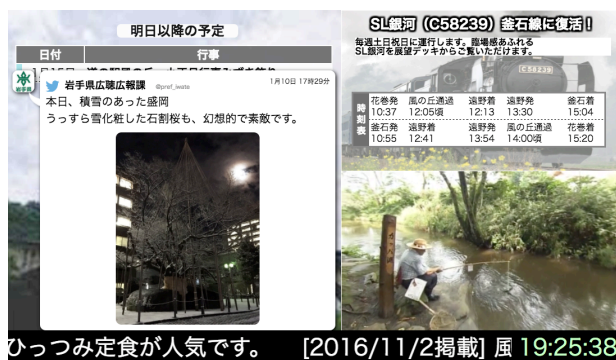 明日以降の予定
日付 行事
岩手県
岩手県広聴広報課 @pref_iwate 1月10日 17時29分
本日、積雪のあった盛岡
うっすら雪化粧した石割桜も、幻想的で素敵です。
SL銀河(C58239)釜石線に復活!
毎週土日祝日に運行します。臨場感あふれる
SL銀河を展望デッキからご覧いただけます。
C58239
時刻表
花巻発 風の丘通過 遠野着 遠野発 釜石着
10:37 12:05頃 12:13 13:30 15:04
釜石発 遠野着 遠野発 風の丘通過 花巻着
10:55 12:41 13:54 14:00頃 15:20
ひっつみ定食が人気です。 [2016/11/2掲載] 風 19:25:38